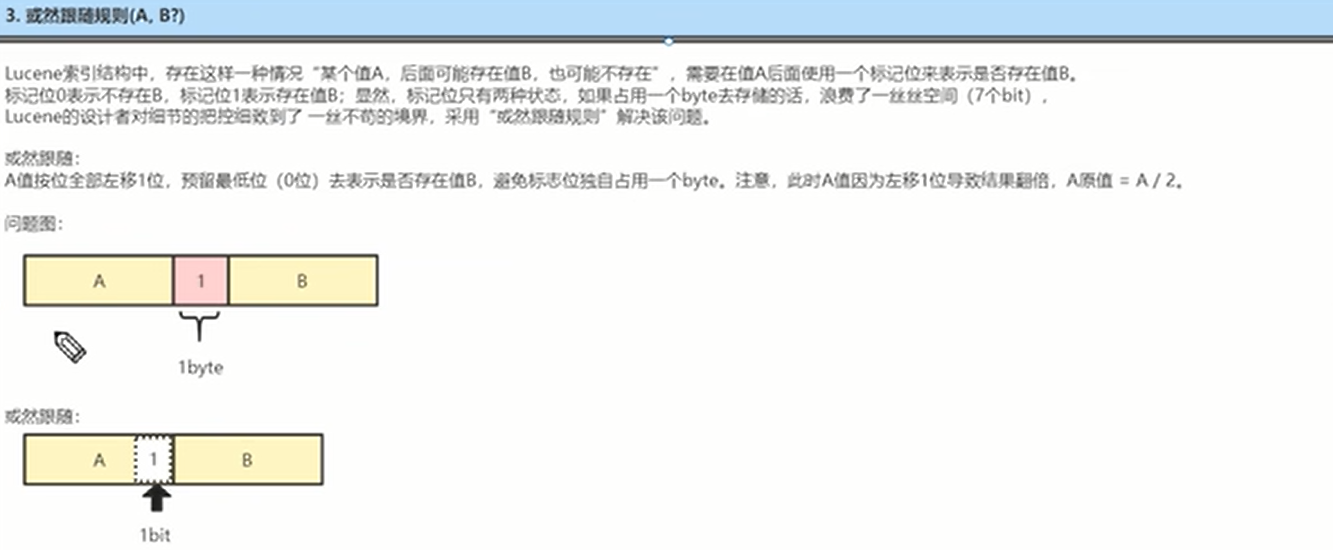 3. 或然跟随规则(A, B?)
Lucene索引结构中，存在这样一种情况“某个值A，后面可能存在值B，也可能不存在”，需要在值A后面使用一个标记位来表示是否存在值B。
标记位0表示不存在B，标记位1表示存在值B；显然，标记位只有两种状态，如果占用一个byte去存储的活，浪费了一丝丝空间（7个bit），
Lucene的设计者对细节的把控细致到了 一丝不苟的境界，采用“或然跟随规则”解决该问题。
或然跟随：
A值按位全部左移1位，预留最低位（0位）去表示是否存在值B，避免标志位独自占用一个byte。注意，此时A值因为左移1位导致结果翻倍，A原值 = A / 2。
问题图：
A 1 B
1byte
或然跟随：
A 1 B
1bit